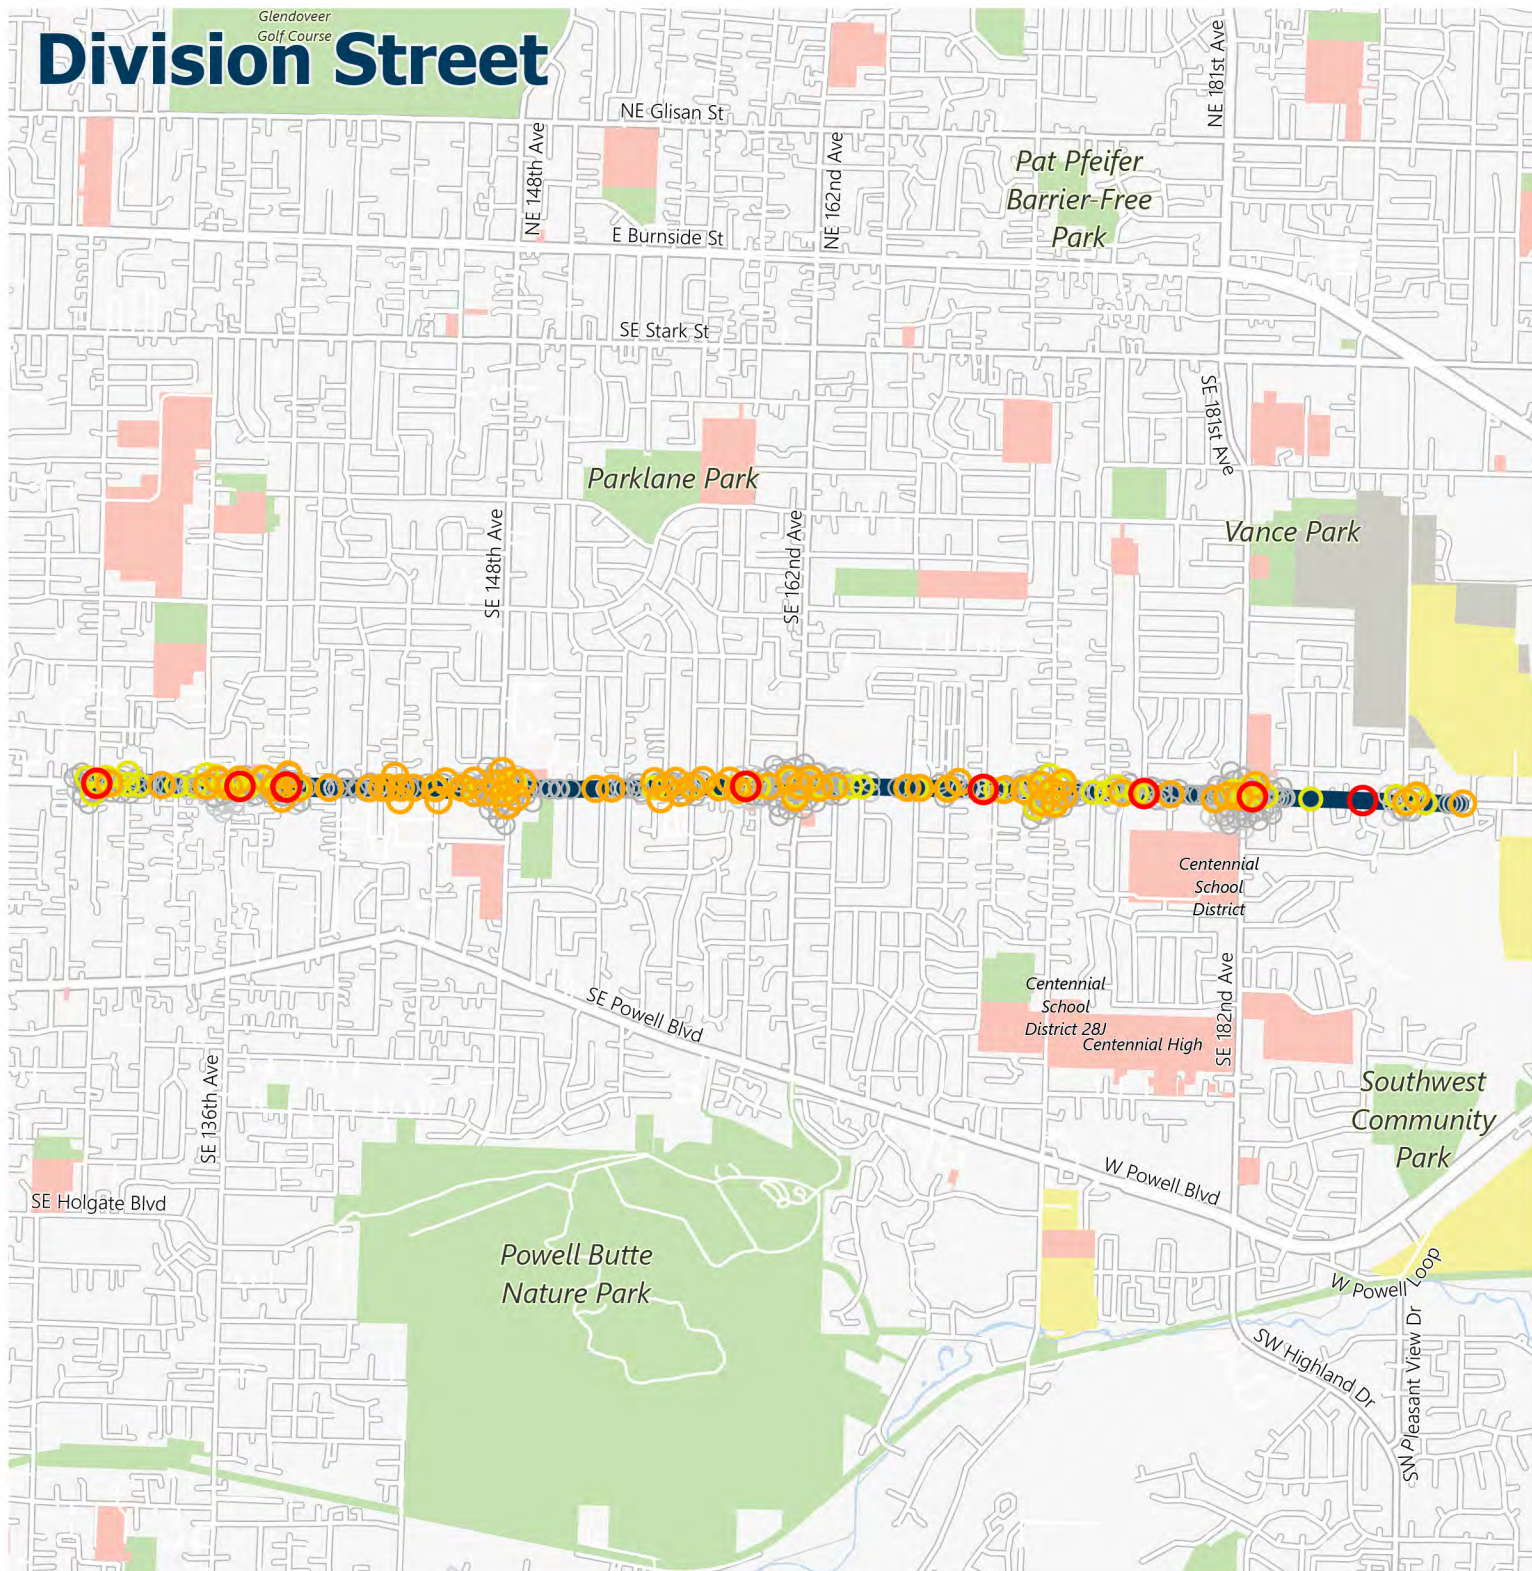 Glendoveer
Golf Course
Division Street
NE 181st Ave
NE Glisan St
NE 148th Ave
NE 162nd Ave
Pat Pfeifer
Barrier-Free
Park
E Burnside St
SE Stark St
SE 181st Ave
Parklane Park
Vance Park
SE 148th Ave
SE 162nd Ave
Centennial
School
District
SE 182nd Ave
Centennial
School
District 28J
Centennial High
SE Powell Blvd
SE 136th Ave
Southwest
Community
Park
W Powell Blvd
SE Holgate Blvd
Powell Butte
Nature Park
W Powell Loop
SW Highland Dr
SW Pleasant View Dr